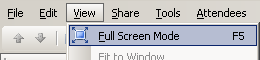 File Edit View Share Tools Attendees
Full Screen Mode F5
Fit to Window